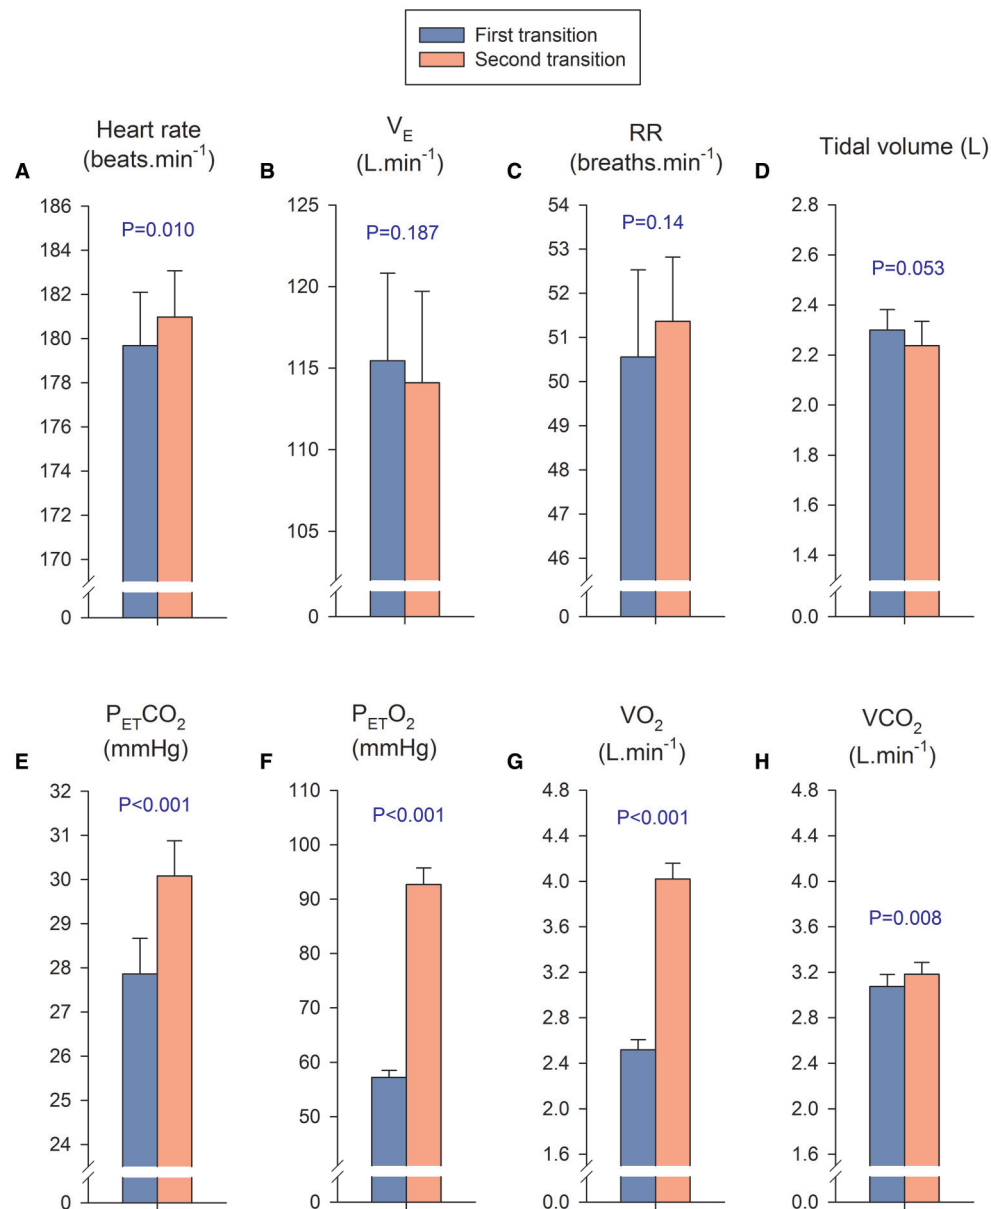 First transition
Second transition
A
Heart rate
(beats.min⁻¹)
P=0.010
186
184
182
180
178
176
174
172
170
0
B
V_E
(L.min⁻¹)
P=0.187
125
120
115
110
105
0
C
RR
(breaths.min⁻¹)
P=0.14
54
53
52
51
50
49
48
47
46
0
D
Tidal volume (L)
P=0.053
2.8
2.6
2.4
2.2
2.0
1.8
1.6
1.4
0.0
E
P_ETCO₂
(mmHg)
P<0.001
32
31
30
29
28
27
26
25
24
0
F
P_ETO₂
(mmHg)
P<0.001
110
100
90
80
70
60
50
0
G
VO₂
(L.min⁻¹)
P<0.001
4.8
4.4
4.0
3.6
3.2
2.8
2.4
2.0
1.6
0.0
H
VCO₂
(L.min⁻¹)
P=0.008
4.8
4.4
4.0
3.6
3.2
2.8
2.4
2.0
1.6
0.0